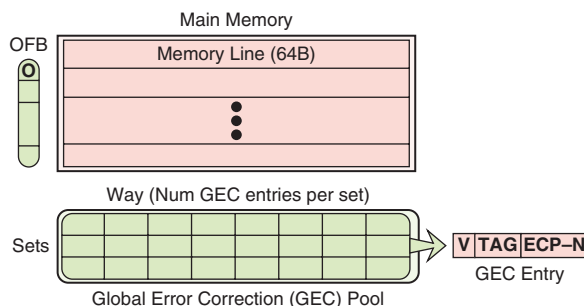 Main Memory
OFB
O
Memory Line (64B)
Way (Num GEC entries per set)
Sets
V TAG ECP–N
GEC Entry
Global Error Correction (GEC) Pool